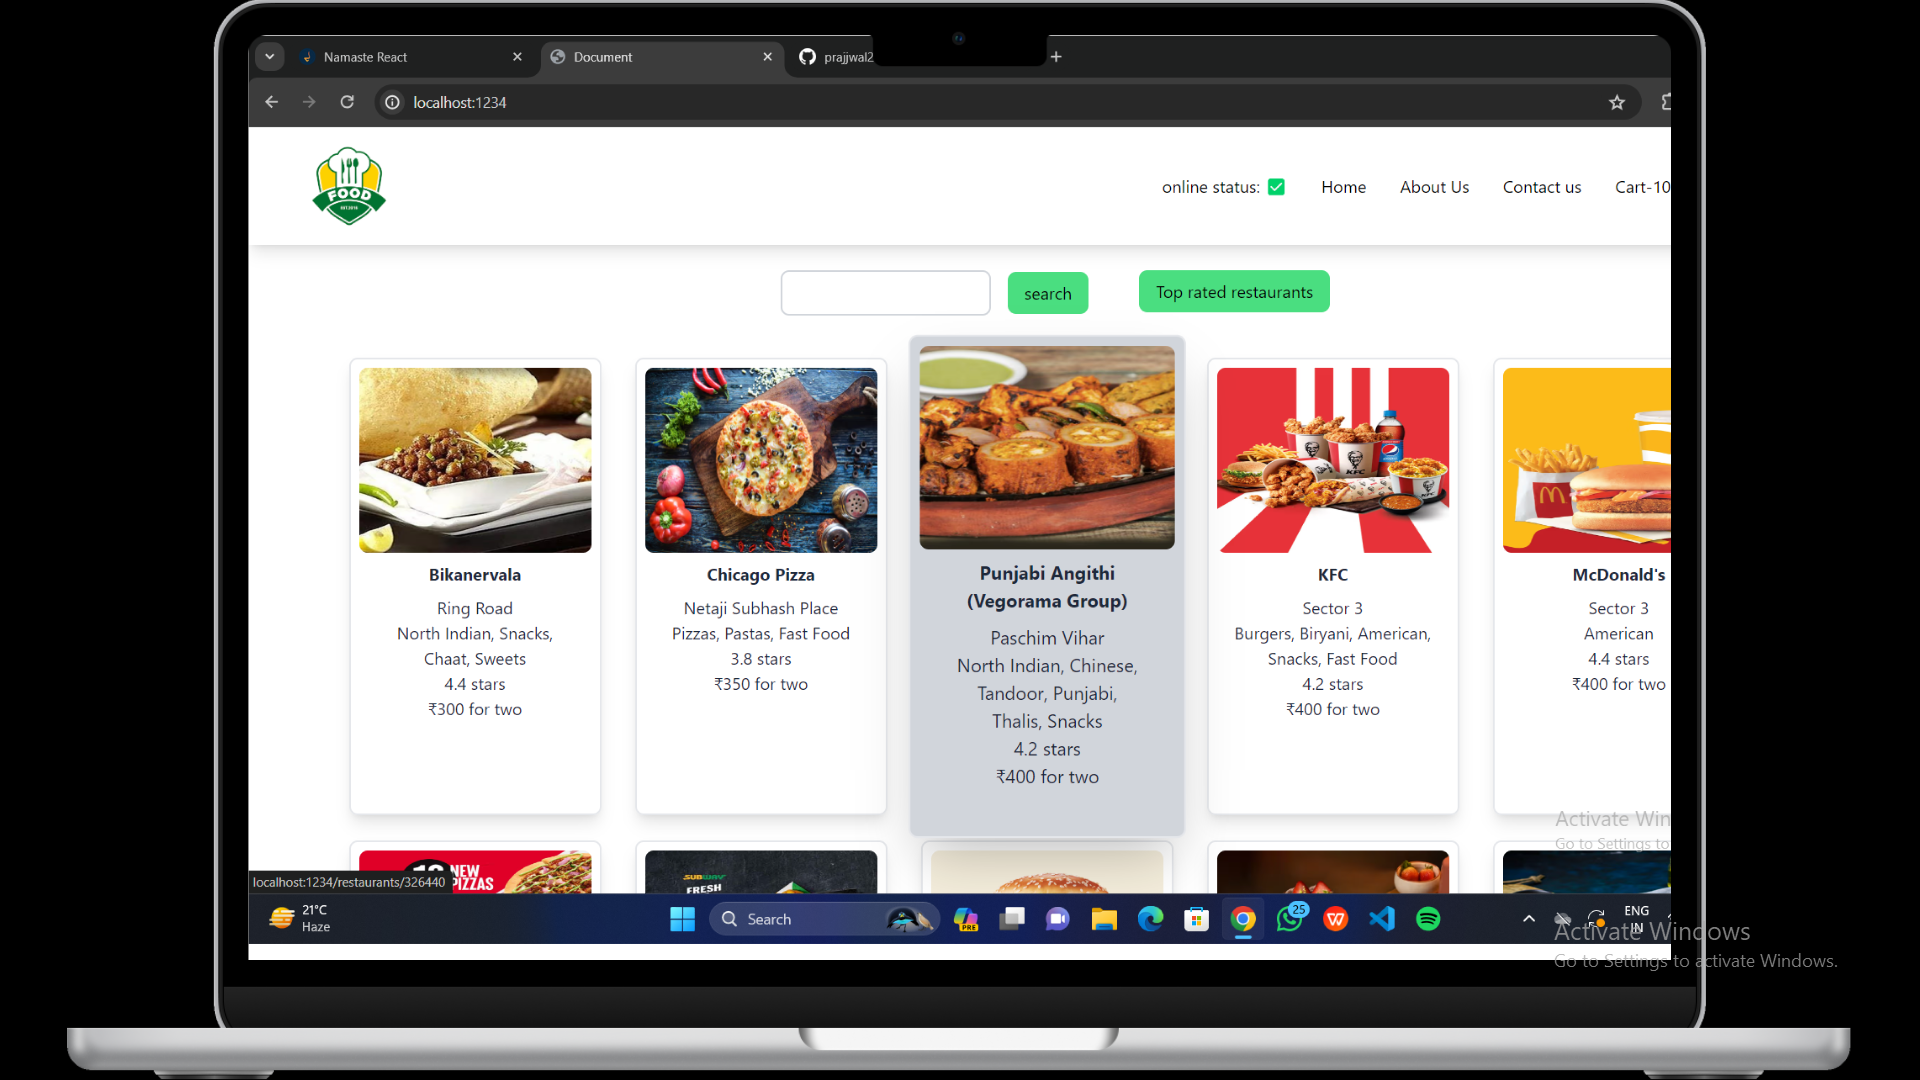 Namaste React
Document
prajjwal2
localhost:1234
FOOD
online status:
Home
About Us
Contact us
Cart-10
search
Top rated restaurants
Bikanervala
Ring Road
North Indian, Snacks,
Chaat, Sweets
4.4 stars
₹300 for two
Chicago Pizza
Netaji Subhash Place
Pizzas, Pastas, Fast Food
3.8 stars
₹350 for two
Punjabi Angithi
(Vegorama Group)
Paschim Vihar
North Indian, Chinese,
Tandoor, Punjabi,
Thalis, Snacks
4.2 stars
₹400 for two
KFC
KFC
KFC
KFC
Sector 3
Burgers, Biryani, American,
Snacks, Fast Food
4.2 stars
₹400 for two
McDonald's
Sector 3
American
4.4 stars
₹400 for two
Activate Win
Go to Settings to
NEW
PIZZAS
SUBWAY
FRESH
localhost:1234/restaurants/326440
21°C
Haze
Search
PRE
25
ENG
IN
Activate Windows
Go to Settings to activate Windows.